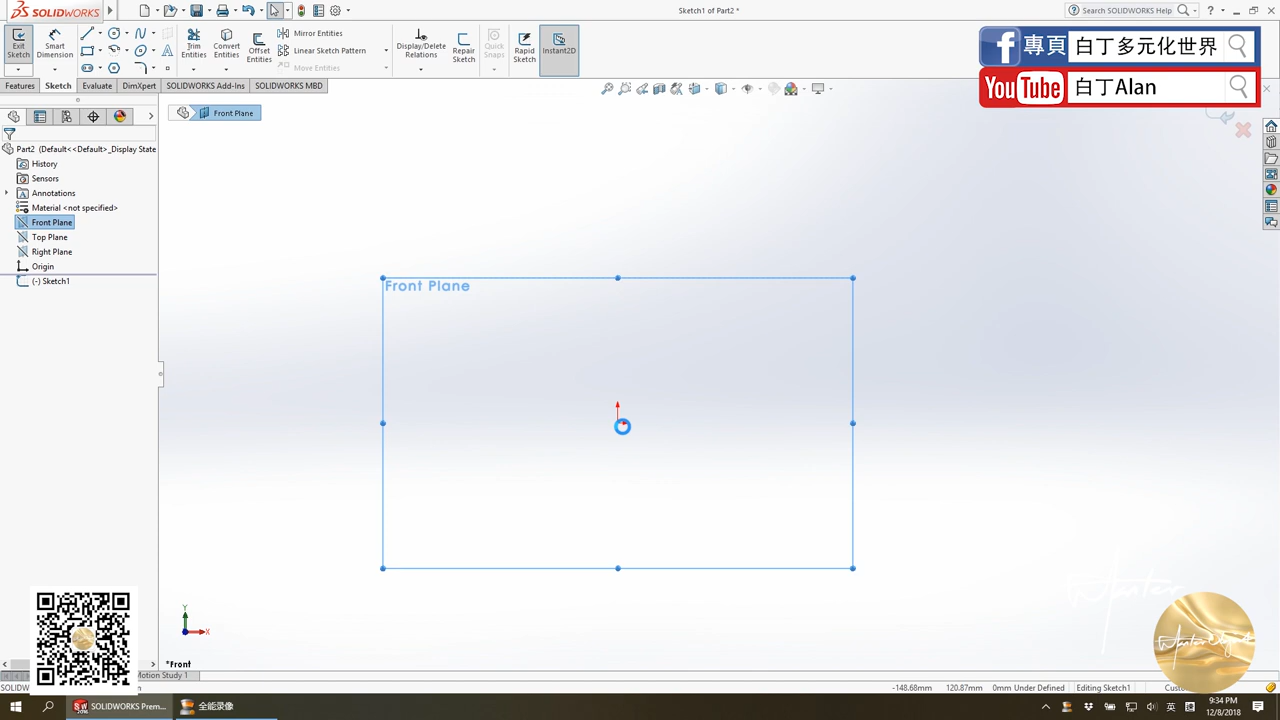 SOLIDWORKS
Sketch1 of Part2 *
Search SOLIDWORKS Help
Exit Sketch
Smart Dimension
Trim Entities
Convert Entities
Offset Entities
Mirror Entities
Linear Sketch Pattern
Move Entities
Display/Delete Relations
Repair Sketch
Quick Snaps
Rapid Sketch
Instant2D
專頁 白丁多元化世界
YouTube 白丁Alan
Features Sketch Evaluate DimXpert SOLIDWORKS Add-Ins SOLIDWORKS MBD
Front Plane
Part2 (Default<<Default>_Display State
History
Sensors
Annotations
Material <not specified>
Front Plane
Top Plane
Right Plane
Origin
(-) Sketch1
Front Plane
Y
X
*Front
Motion Study 1
-148.68mm 120.87mm 0mm Under Defined Editing Sketch1
SOLIDWORKS Prem...
全能录像
英
9:34 PM
12/8/2018